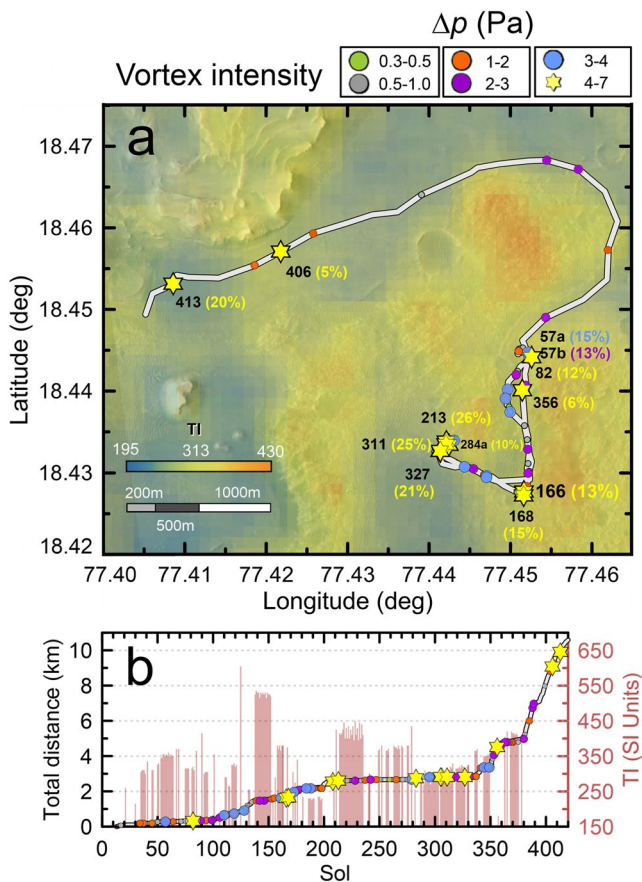 Δp (Pa)
Vortex intensity
0.3-0.5 1-2 3-4
0.5-1.0 2-3 4-7
a
18.47
18.46
18.45
18.44
18.43
18.42
Latitude (deg)
406 (5%)
413 (20%)
57a (15%)
57b (13%)
82 (12%)
356 (6%)
213 (26%)
311 (25%) 284a (10%)
327
(21%)
166 (13%)
168
(15%)
TI
195 313 430
200m 1000m
500m
77.40 77.41 77.42 77.43 77.44 77.45 77.46
Longitude (deg)
b
Total distance (km)
10
8
6
4
2
0
TI (SI Units)
650
550
450
350
250
150
0 50 100 150 200 250 300 350 400
Sol